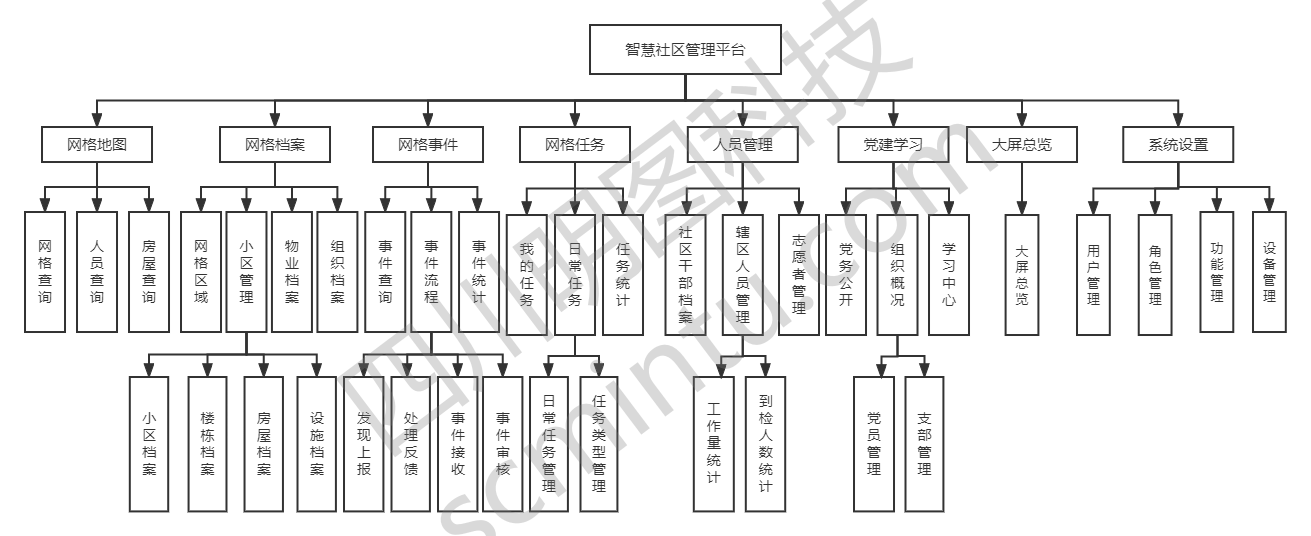 智慧社区管理平台
网格地图
网格档案
网格事件
网格任务
人员管理
党建学习
大屏总览
系统设置
网格查询
人员查询
房屋查询
网格区域
小区管理
物业档案
组织档案
事件查询
事件流程
事件统计
我的任务
日常任务
任务统计
社区干部档案
辖区人员管理
志愿者管理
党务公开
组织概况
学习中心
大屏总览
用户管理
角色管理
功能管理
设备管理
小区档案
楼栋档案
房屋档案
设施档案
发现上报
处理反馈
事件接收
事件审核
日常任务管理
任务类型管理
工作量统计
到检人数统计
党员管理
支部管理
四川明图科技
scmintu.com